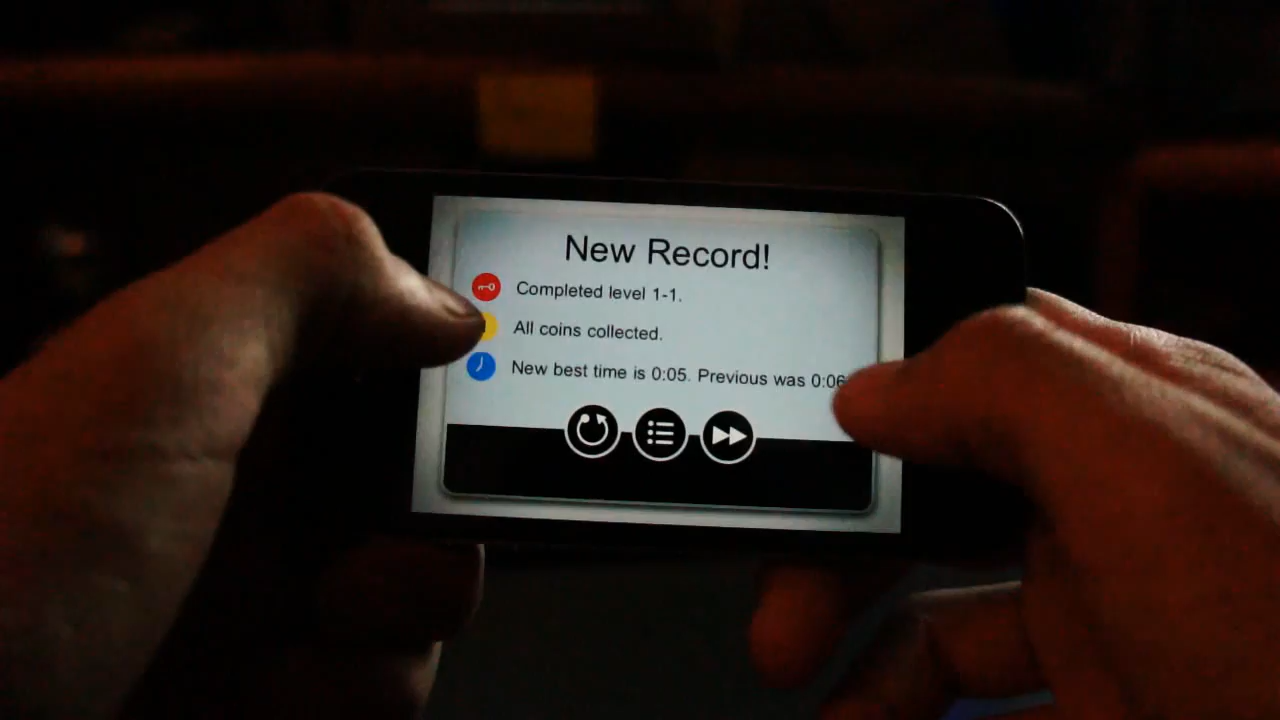 New Record!
Completed level 1-1.
All coins collected.
New best time is 0:05. Previous was 0:06